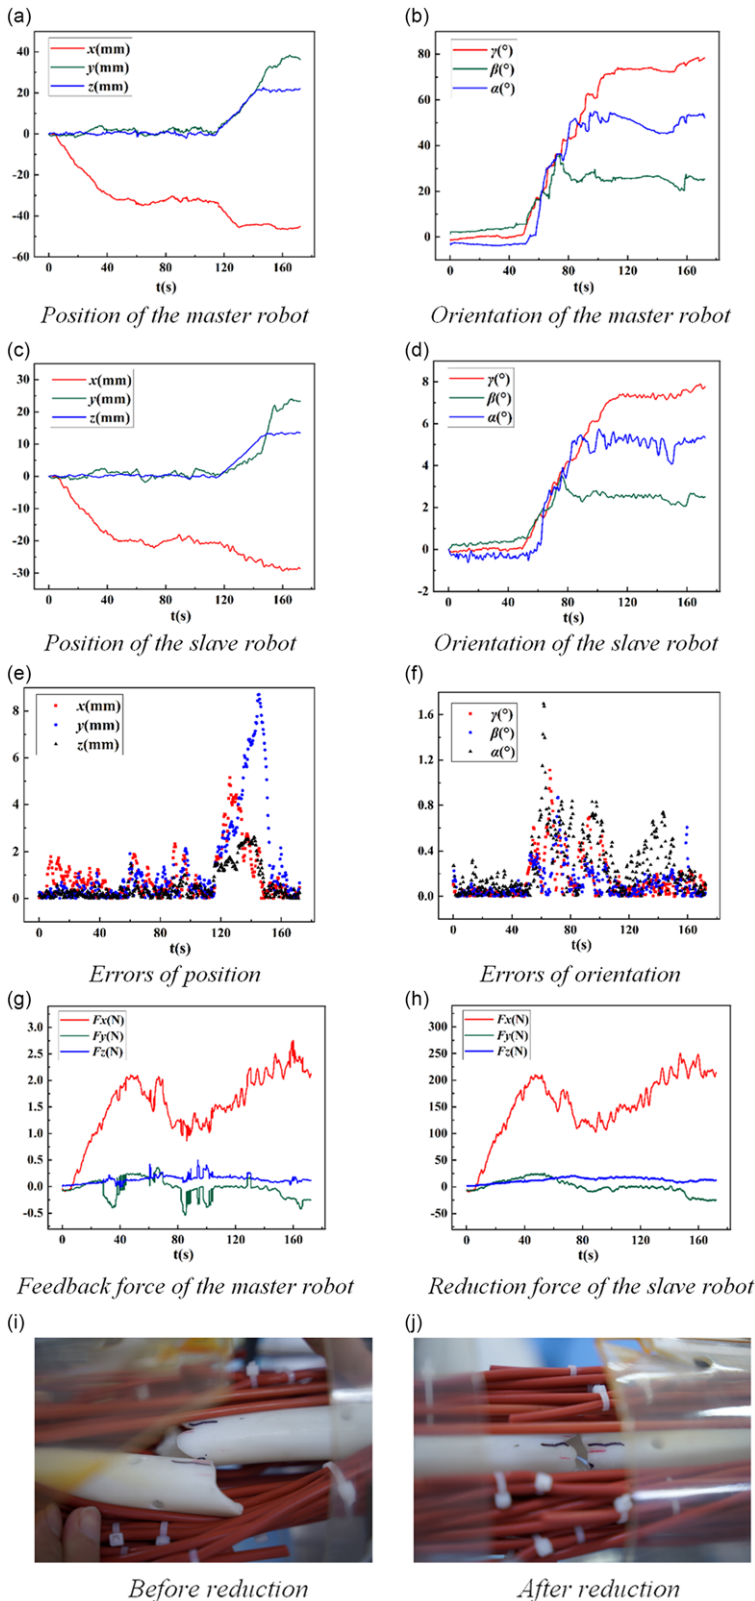 (a)
x(mm)
y(mm)
z(mm)
40
20
0
-20
-40
-60
0 40 80 120 160
t(s)
Position of the master robot
(b)
γ(°)
β(°)
α(°)
80
60
40
20
0
0 40 80 120 160
t(s)
Orientation of the master robot
(c)
x(mm)
y(mm)
z(mm)
30
20
10
0
-10
-20
-30
0 40 80 120 160
t(s)
Position of the slave robot
(d)
γ(°)
β(°)
α(°)
8
6
4
2
0
-2
0 40 80 120 160
t(s)
Orientation of the slave robot
(e)
x(mm)
y(mm)
z(mm)
8
6
4
2
0
0 40 80 120 160
t(s)
Errors of position
(f)
γ(°)
β(°)
α(°)
1.6
1.2
0.8
0.4
0.0
0 40 80 120 160
t(s)
Errors of orientation
(g)
Fx(N)
Fy(N)
Fz(N)
3.0
2.5
2.0
1.5
1.0
0.5
0.0
-0.5
0 40 80 120 160
t(s)
Feedback force of the master robot
(h)
Fx(N)
Fy(N)
Fz(N)
300
250
200
150
100
50
0
-50
0 40 80 120 160
t(s)
Reduction force of the slave robot
(i)
Before reduction
(j)
After reduction